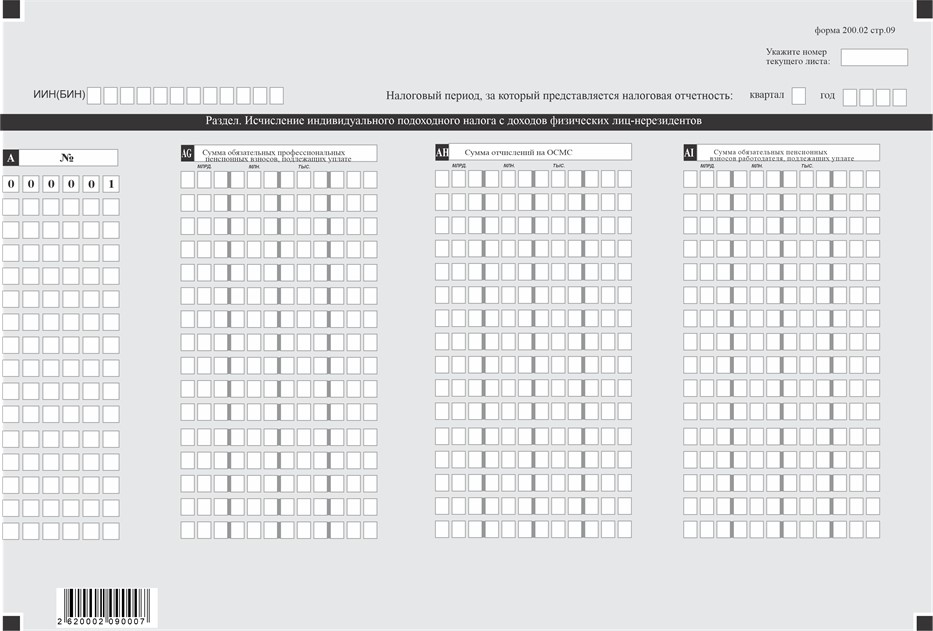 форма 200.02 стр.09
Укажите номер
текущего листа:
ИИН(БИН)
Налоговый период, за который представляется налоговая отчетность: квартал год
Раздел. Исчисление индивидуального подоходного налога с доходов физических лиц-нерезидентов
A №
AG Сумма обязательных профессиональных
пенсионных взносов, подлежащих уплате
AH Сумма отчислений на ОСМС
AI Сумма обязательных пенсионных
взносов работодателя, подлежащих уплате
МЛРД. МЛН. ТЫС.
МЛРД. МЛН. ТЫС.
МЛРД. МЛН. ТЫС.
0 0 0 0 0 1
2 620002 090007